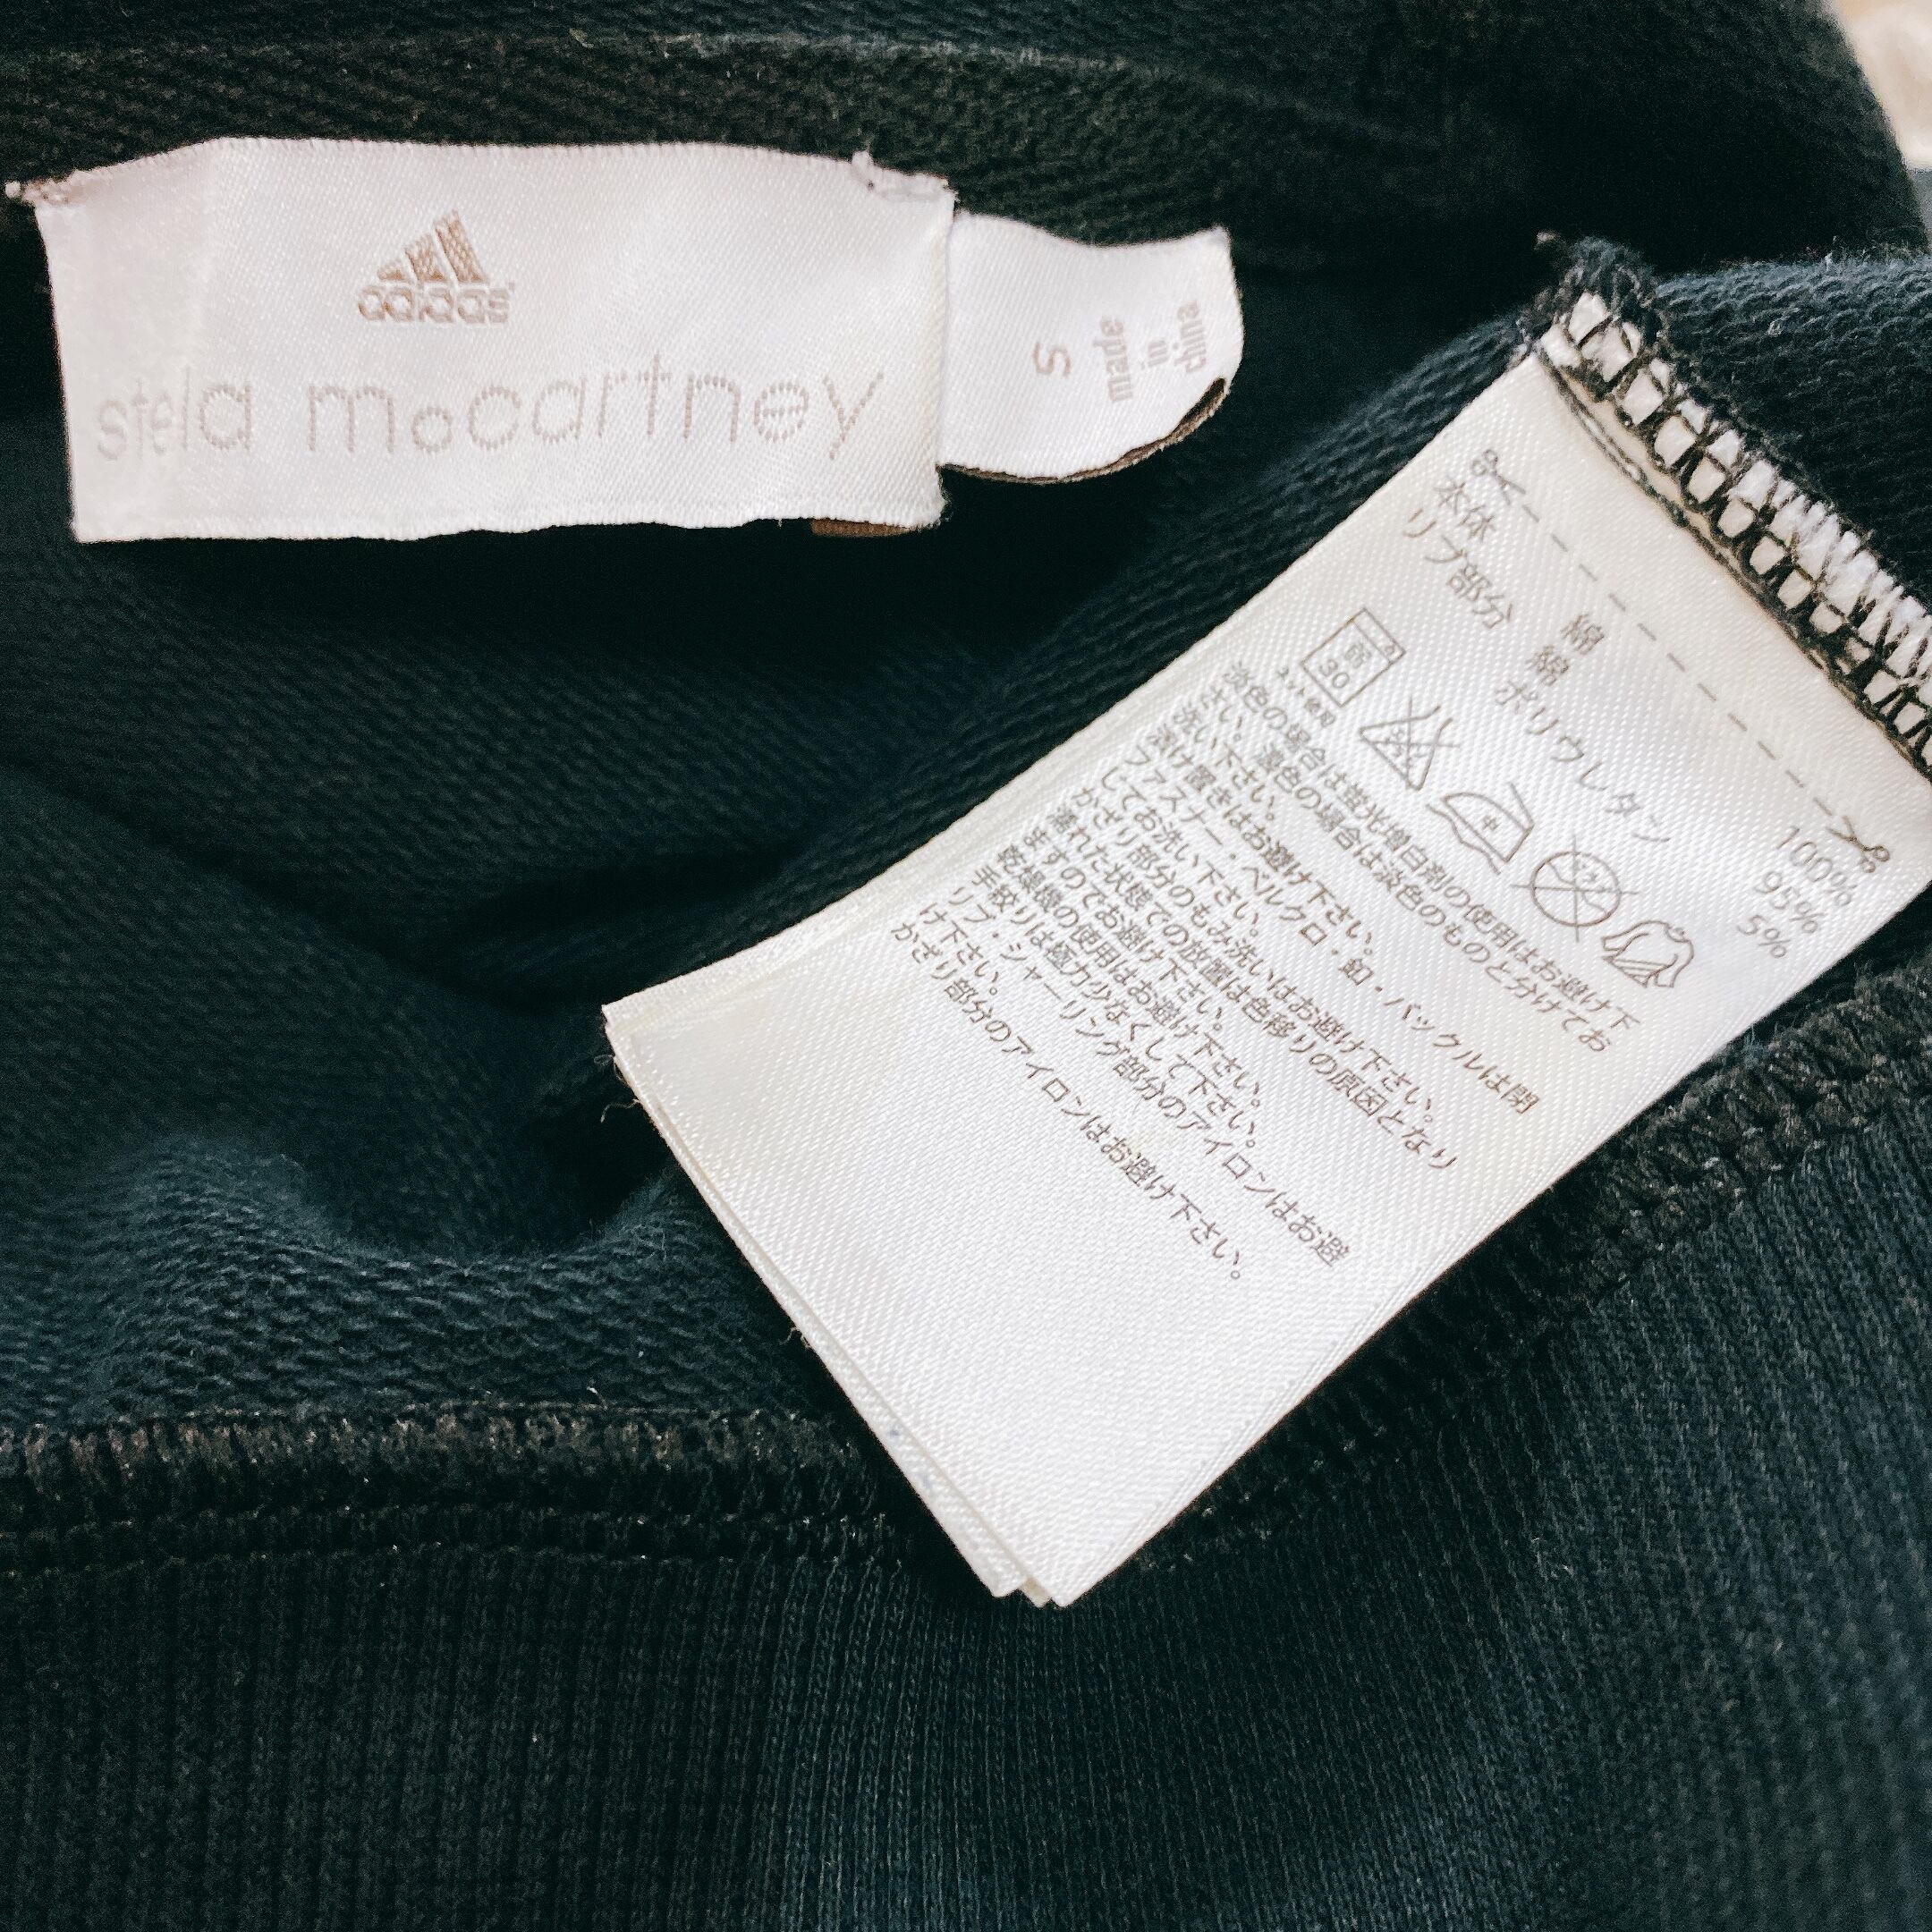 adidas
stella mccartney
S
made
in
china
本体 綿 100%
リブ部分 綿 95%
ポリウレタン 5%
弱
30
ネット使用
淡色の場合は蛍光増白剤の使用はお避け下
さい。濃色の場合は淡色のものと分けてお
洗い下さい。
漬け置きはお避け下さい。
ファスナー・ベルクロ・釦・バックルは閉
じてお洗い下さい。
かざり部分のもみ洗いはお避け下さい。
濡れた状態での放置は色移りの原因となり
ますのでお避け下さい。
乾燥機の使用はお避け下さい。
手絞りは極力少なくして下さい。
リブ・シャーリング部分のアイロンはお避
け下さい。
かざり部分のアイロンはお避け下さい。